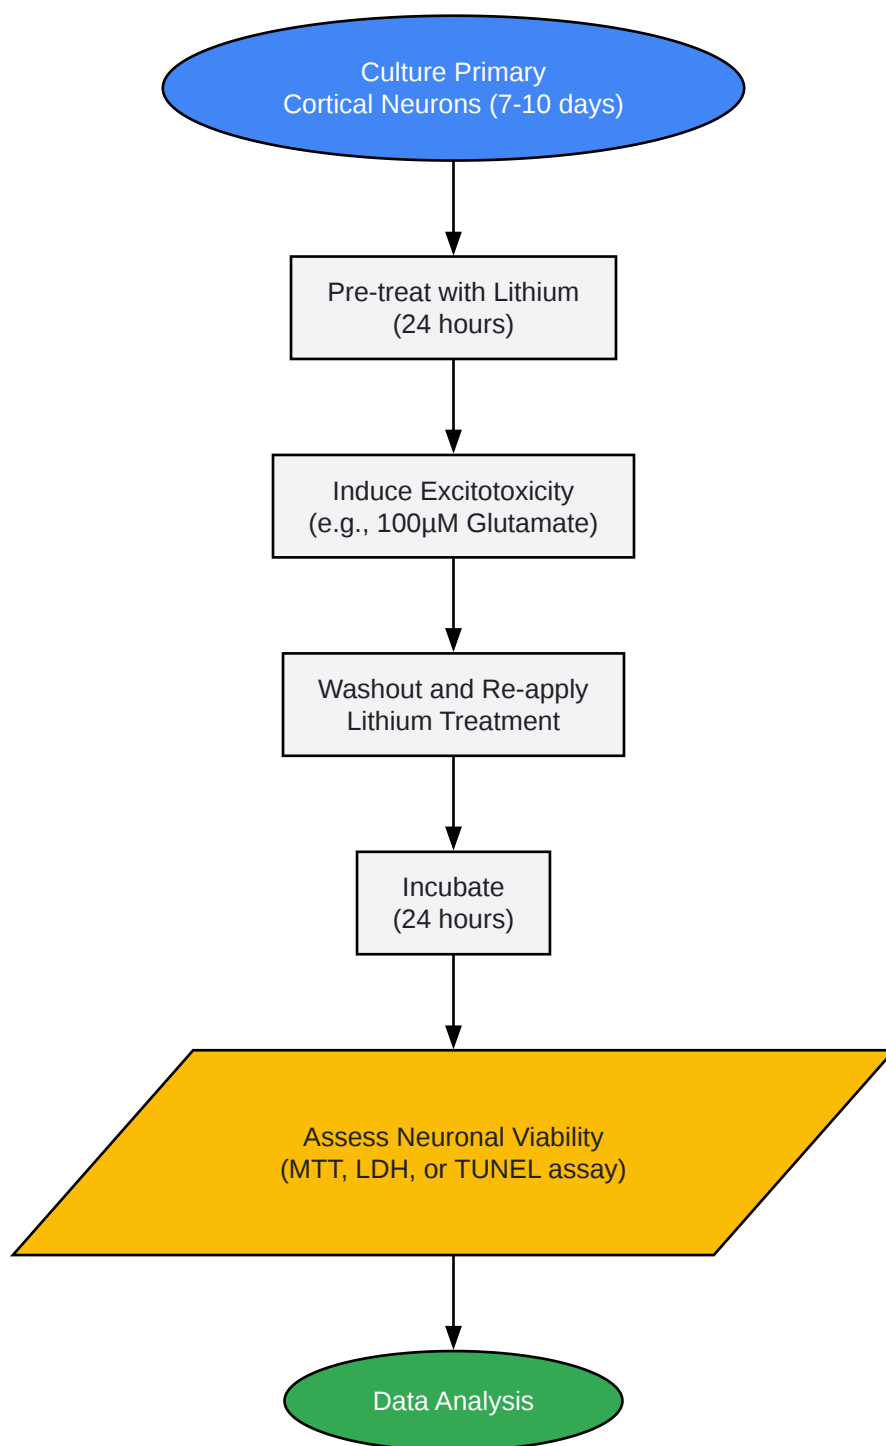 Culture Primary
Cortical Neurons (7-10 days)
Pre-treat with Lithium
(24 hours)
Induce Excitotoxicity
(e.g., 100µM Glutamate)
Washout and Re-apply
Lithium Treatment
Incubate
(24 hours)
Assess Neuronal Viability
(MTT, LDH, or TUNEL assay)
Data Analysis